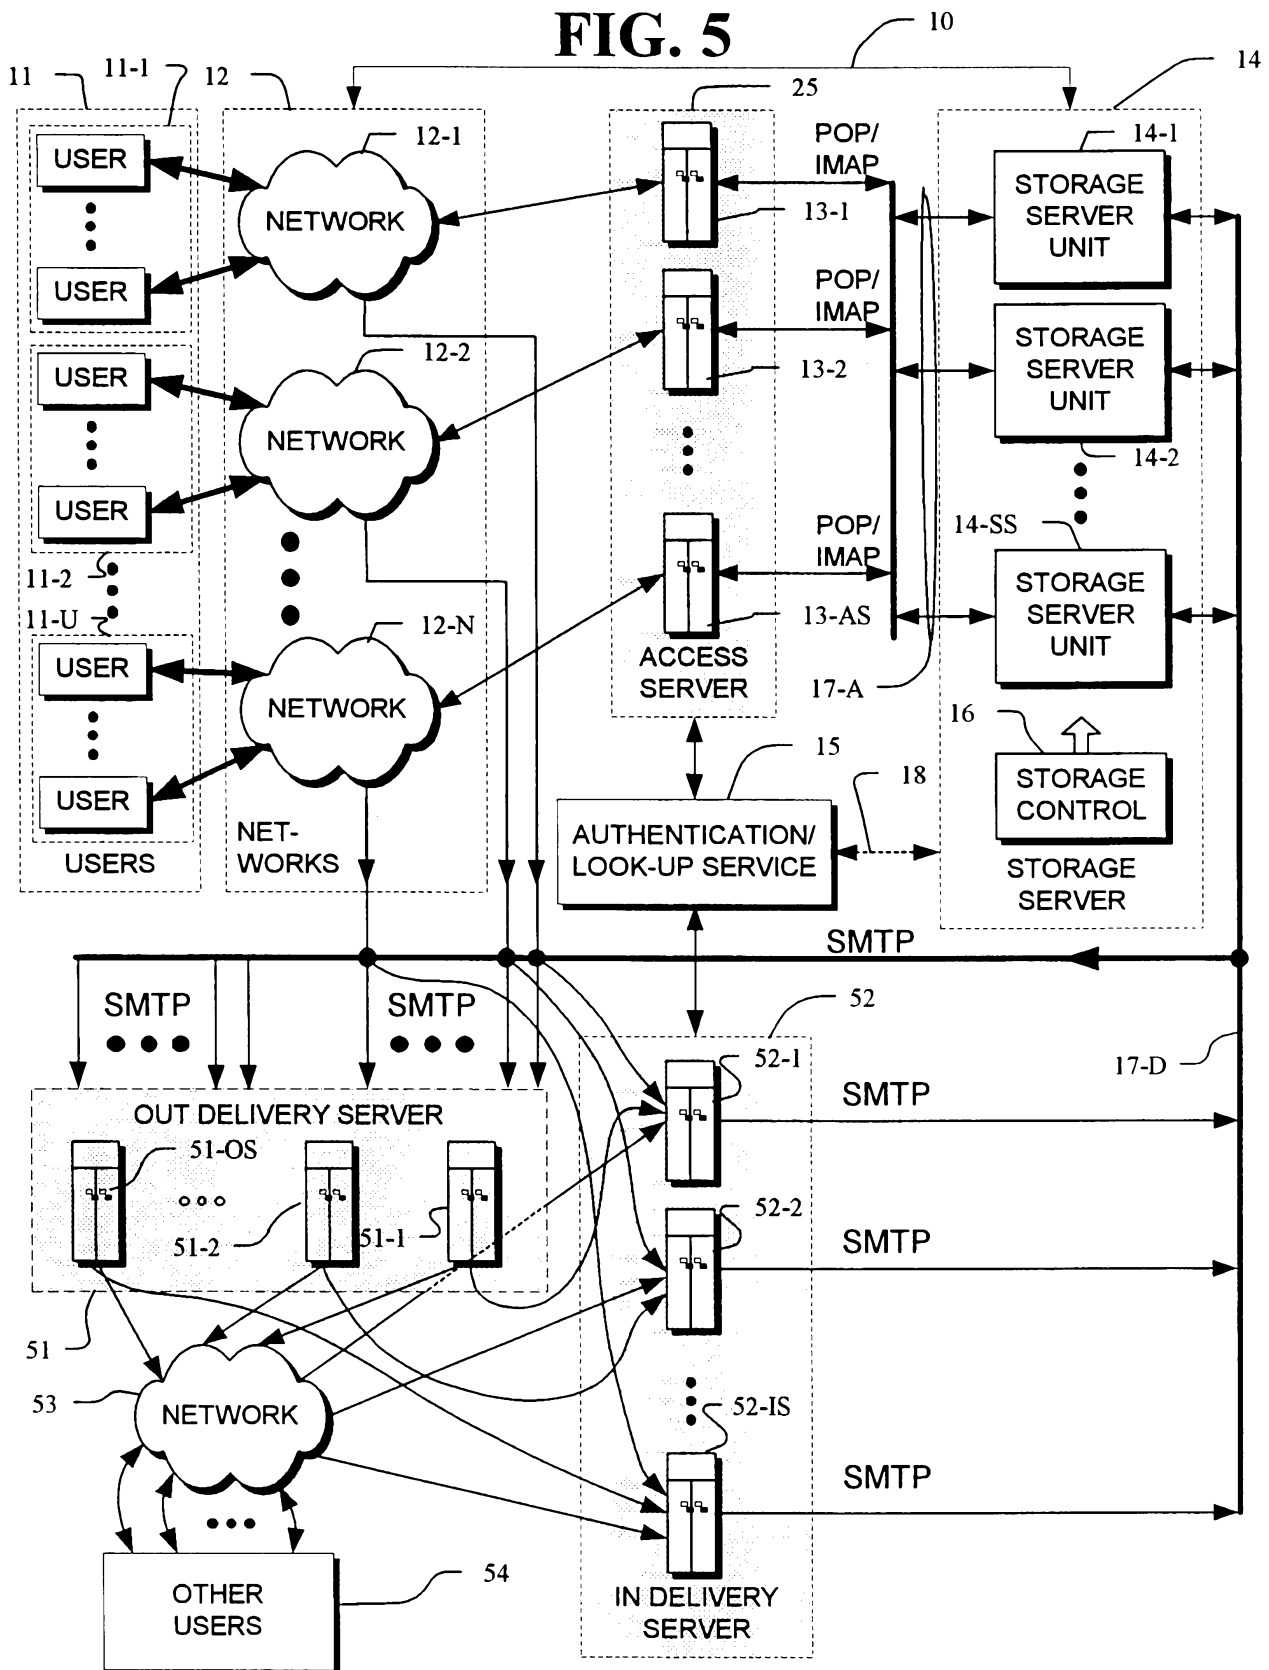 FIG. 5
10
11
11-1
12
25
14
USER
USER
12-1
NETWORK
POP/
IMAP
13-1
14-1
STORAGE
SERVER
UNIT
USER
USER
12-2
NETWORK
POP/
IMAP
13-2
STORAGE
SERVER
UNIT
14-2
11-2
11-U
USER
USER
USERS
12-N
NETWORK
NET-
WORKS
POP/
IMAP
13-AS
ACCESS
SERVER
17-A
14-SS
STORAGE
SERVER
UNIT
16
STORAGE
CONTROL
STORAGE
SERVER
15
AUTHENTICATION/
LOOK-UP SERVICE
18
SMTP
SMTP
SMTP
52
17-D
OUT DELIVERY SERVER
51-OS
51-2
51-1
51
52-1
SMTP
52-2
SMTP
53
NETWORK
52-IS
SMTP
OTHER
USERS
54
IN DELIVERY
SERVER